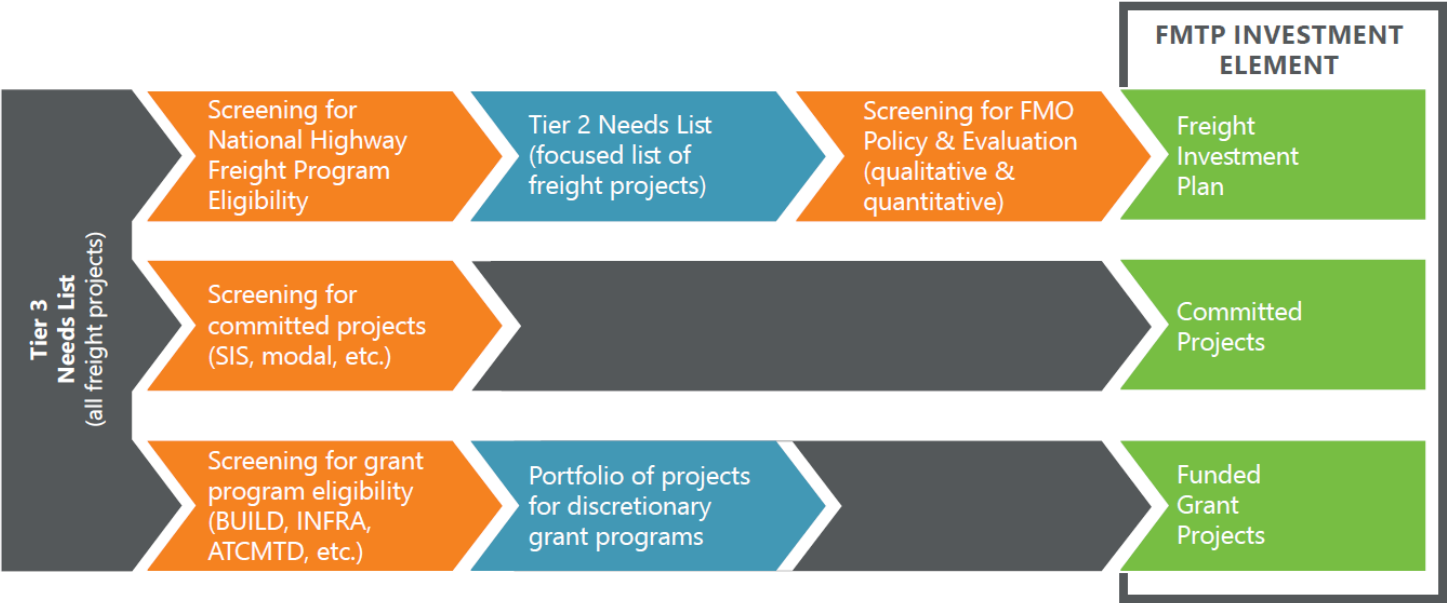 FMTP INVESTMENT
ELEMENT
Tier 3
Needs List
(all freight projects)
Screening for
National Highway
Freight Program
Eligibility
Tier 2 Needs List
(focused list of
freight projects)
Screening for FMO
Policy & Evaluation
(qualitative &
quantitative)
Freight
Investment
Plan
Screening for
committed projects
(SIS, modal, etc.)
Committed
Projects
Screening for grant
program eligibility
(BUILD, INFRA,
ATCMTD, etc.)
Portfolio of projects
for discretionary
grant programs
Funded
Grant
Projects